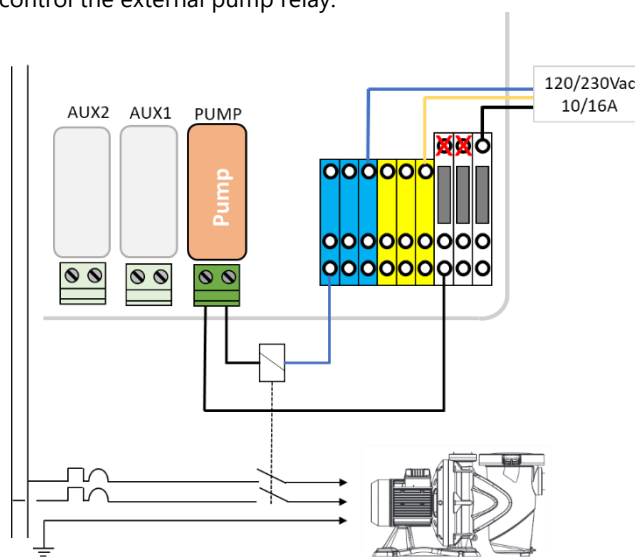 control the external pump relay.
120/230Vac
10/16A
AUX2 AUX1 PUMP
Pump